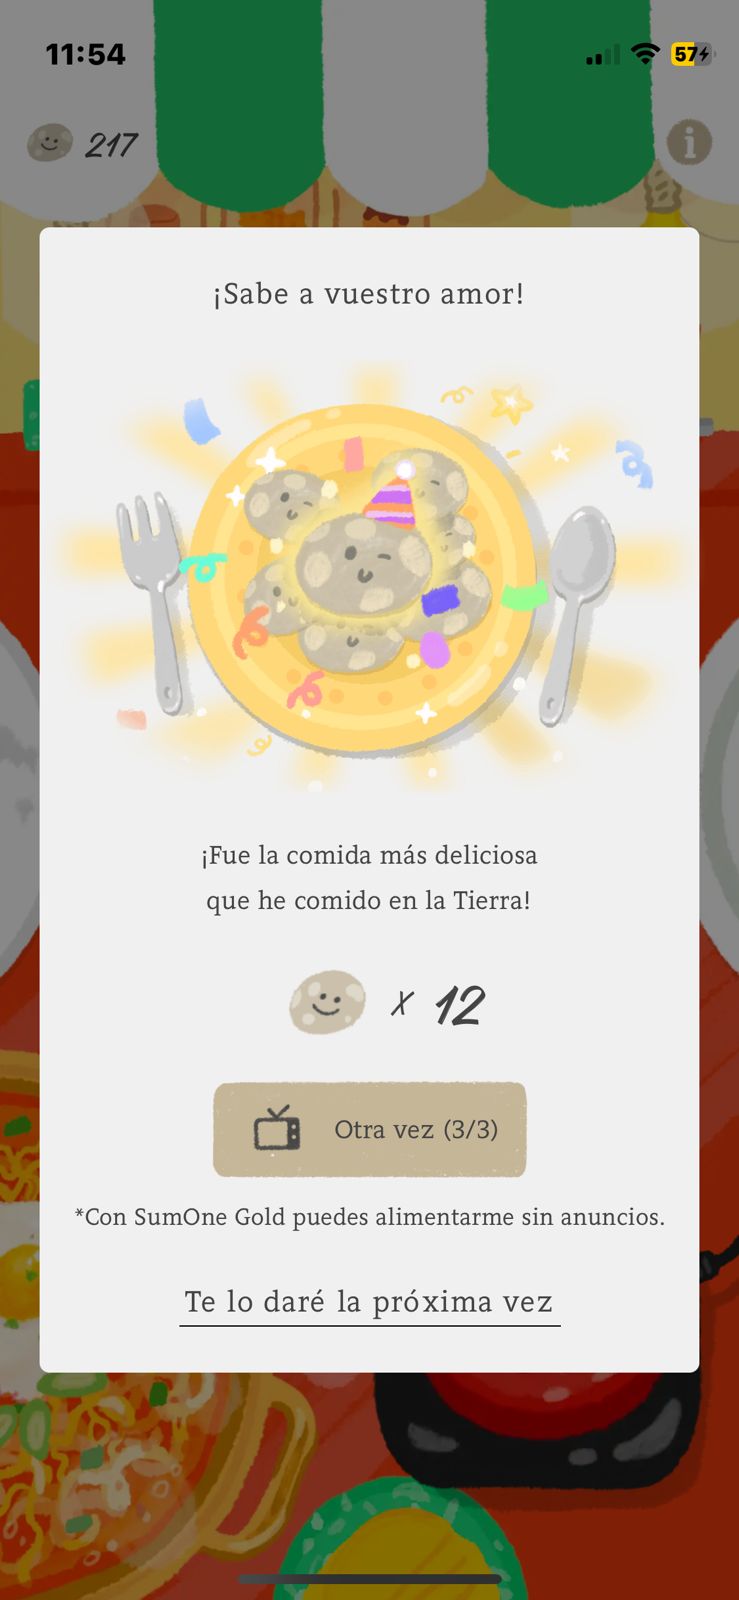 11:54
57
217
i
¡Sabe a vuestro amor!
¡Fue la comida más deliciosa
que he comido en la Tierra!
x 12
Otra vez (3/3)
*Con SumOne Gold puedes alimentarme sin anuncios.
Te lo daré la próxima vez